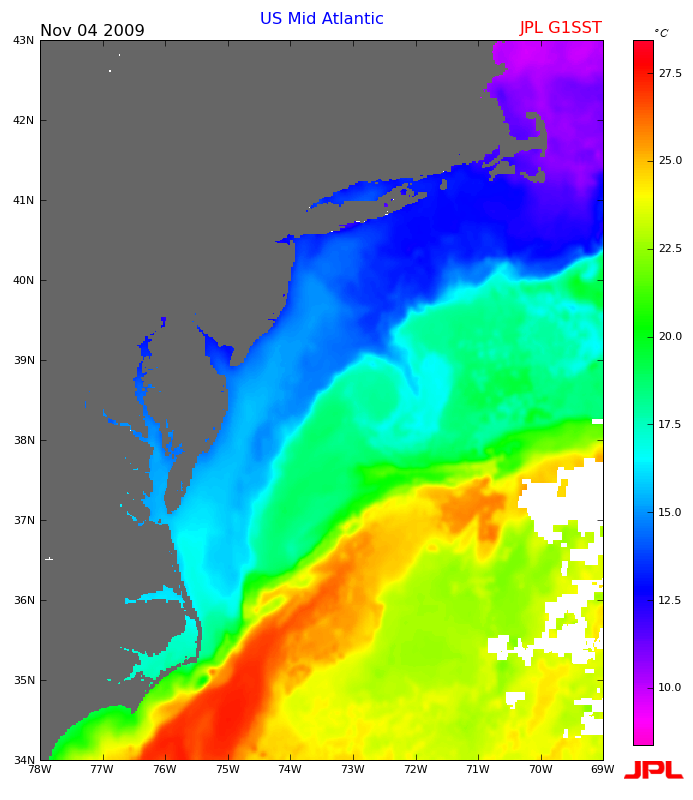 US Mid Atlantic
Nov 04 2009
JPL G1SST
°C
43N
42N
41N
40N
39N
38N
37N
36N
35N
34N
78W 77W 76W 75W 74W 73W 72W 71W 70W 69W
27.5
25.0
22.5
20.0
17.5
15.0
12.5
10.0
JPL